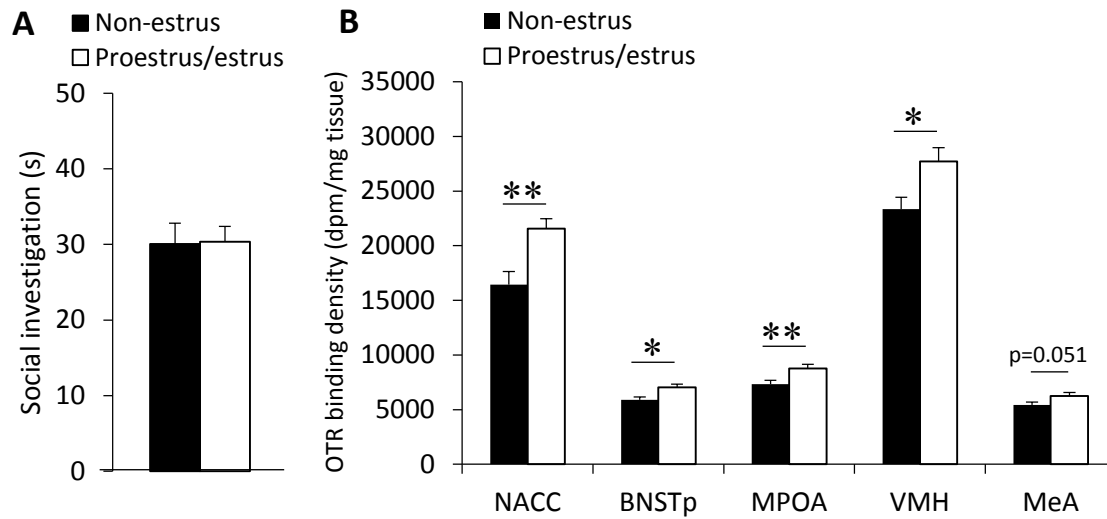 A
Non-estrus
Proestrus/estrus
Social investigation (s)
50
40
30
20
10
0
B
Non-estrus
Proestrus/estrus
OTR binding density (dpm/mg tissue)
35000
30000
25000
20000
15000
10000
5000
0
**
*
**
*
p=0.051
NACC BNSTp MPOA VMH MeA